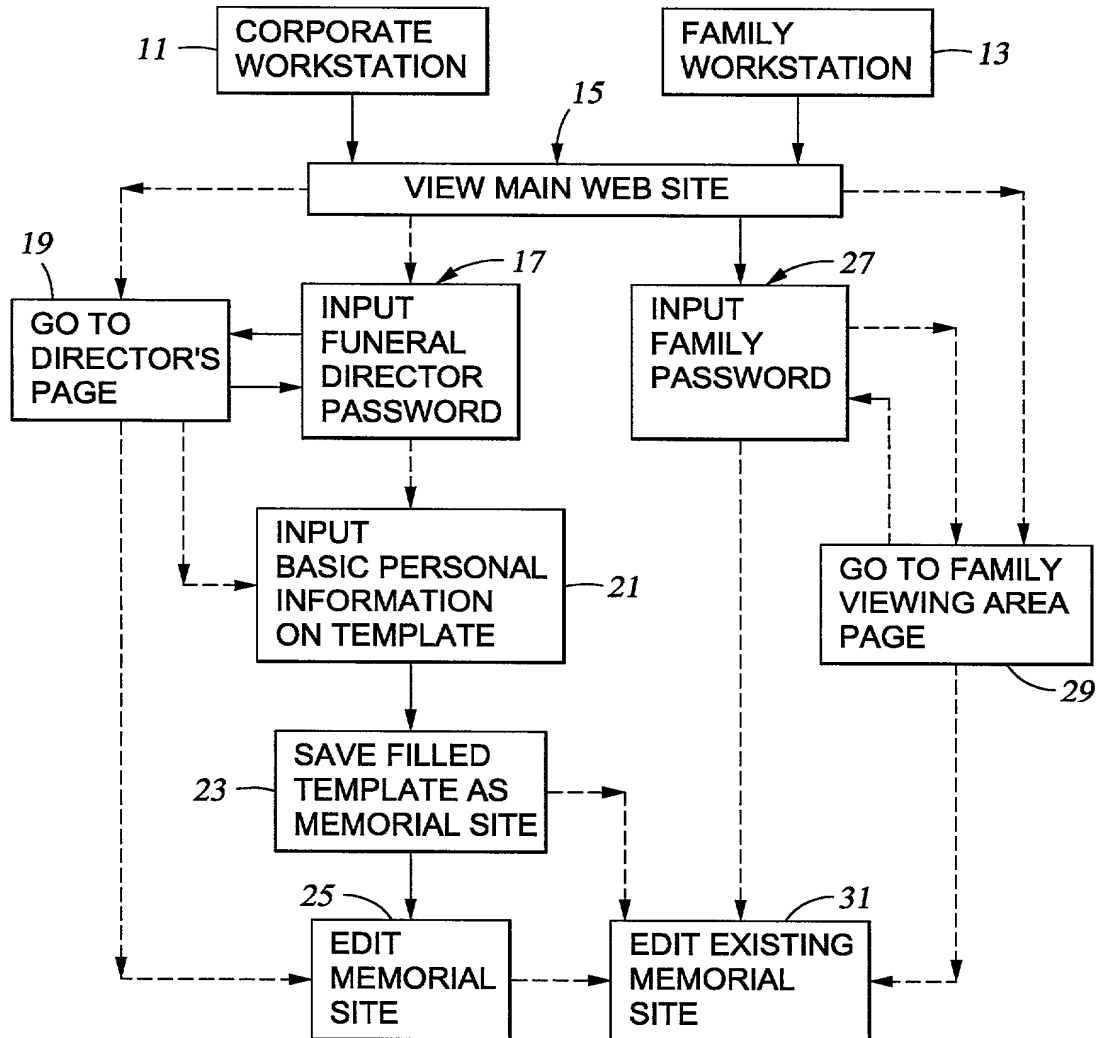 11
CORPORATE
WORKSTATION
FAMILY
WORKSTATION
13
15
VIEW MAIN WEB SITE
19
GO TO
DIRECTOR'S
PAGE
17
INPUT
FUNERAL
DIRECTOR
PASSWORD
27
INPUT
FAMILY
PASSWORD
INPUT
BASIC PERSONAL
INFORMATION
ON TEMPLATE
21
GO TO FAMILY
VIEWING AREA
PAGE
29
23
SAVE FILLED
TEMPLATE AS
MEMORIAL SITE
25
EDIT
MEMORIAL
SITE
31
EDIT EXISTING
MEMORIAL
SITE